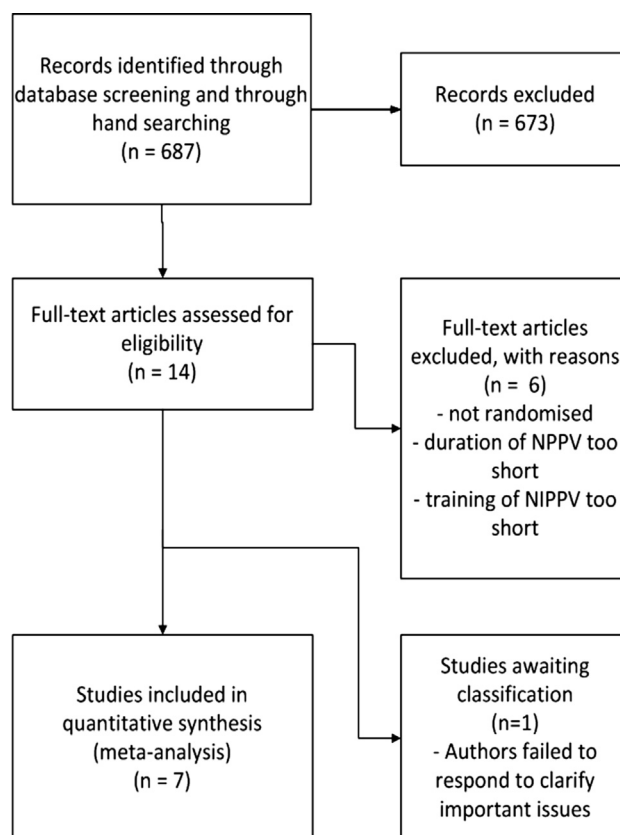 Records identified through
database screening and through
hand searching
(n = 687)
Records excluded
(n = 673)
Full-text articles assessed for
eligibility
(n = 14)
Full-text articles
excluded, with reasons
(n = 6)
- not randomised
- duration of NPPV too
short
- training of NIPPV too
short
Studies awaiting
classification
(n=1)
- Authors failed to
respond to clarify
important issues
Studies included in
quantitative synthesis
(meta-analysis)
(n = 7)